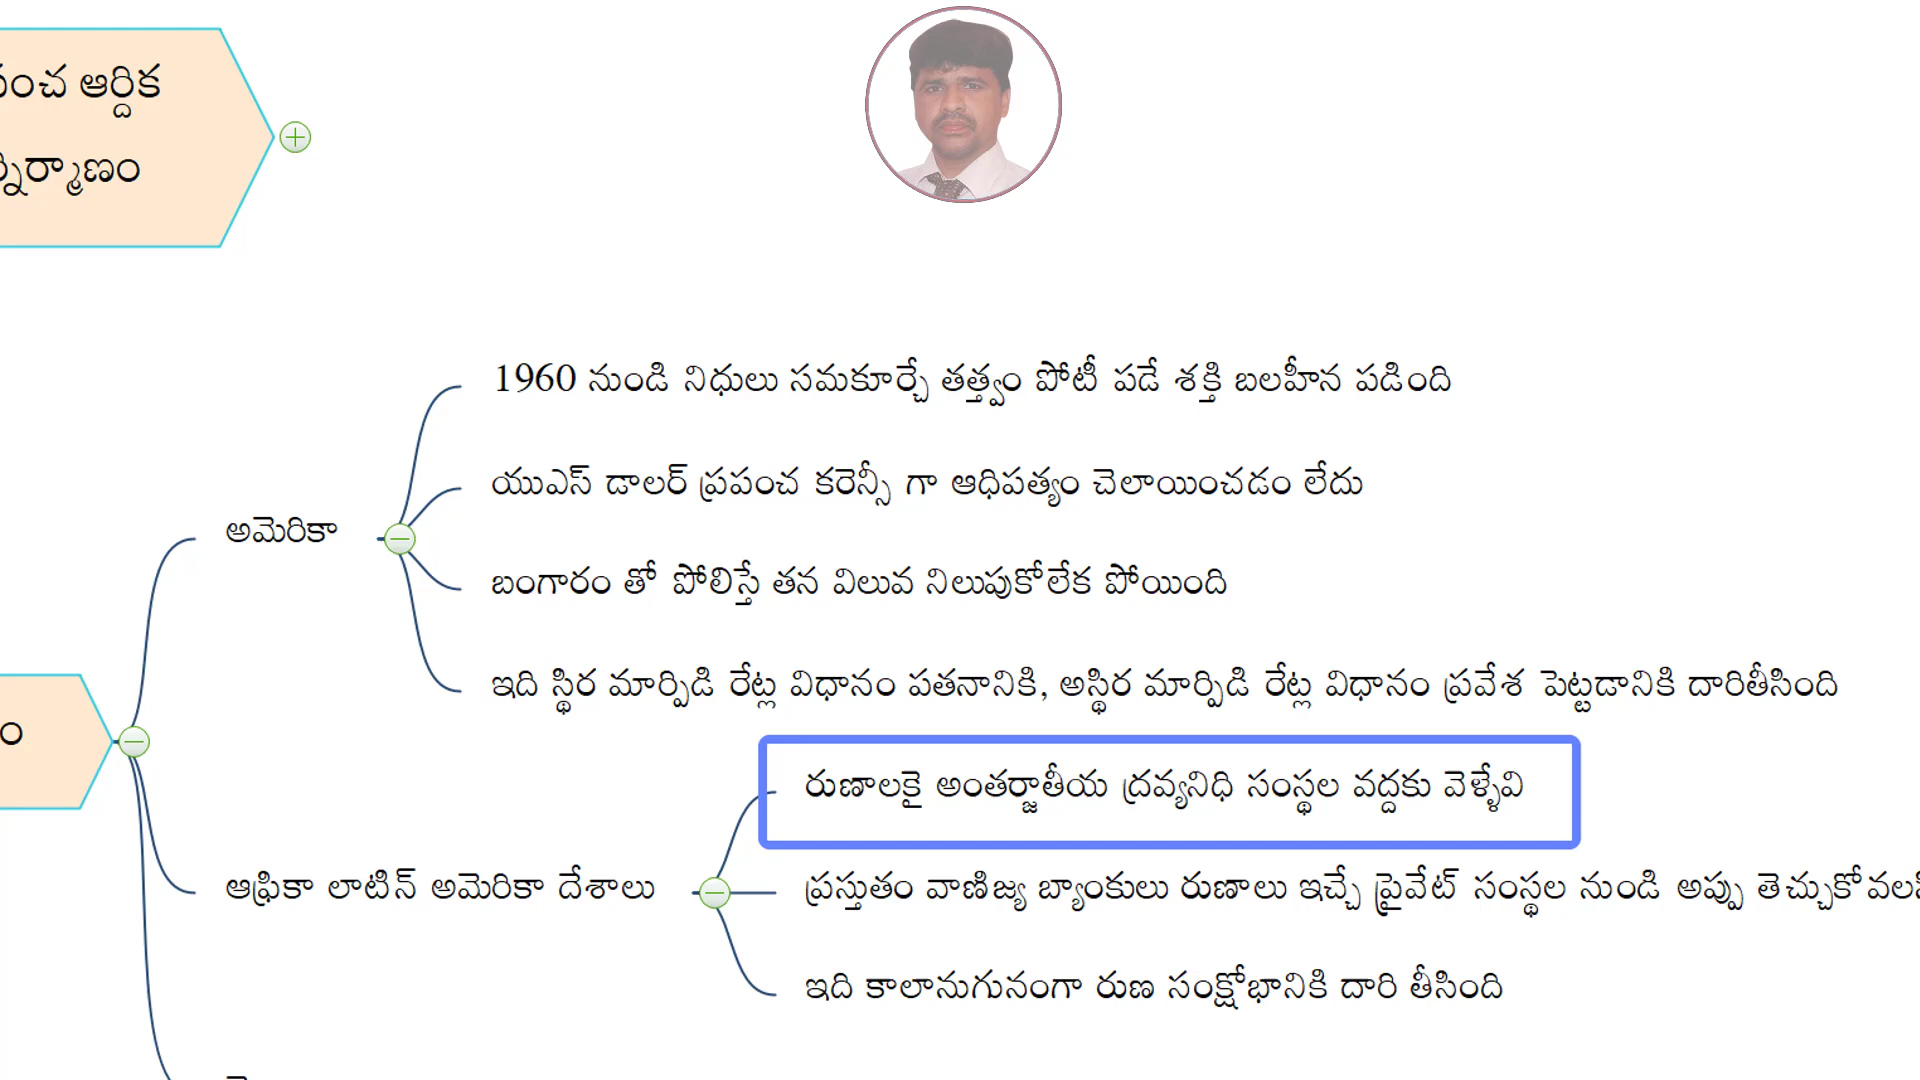 ఆర్దిక
1960 నుండి నిధులు సమకూర్చే తత్త్వం పోటీ పడే శక్తి బలహీన పడింది
యుఎస్ డాలర్ ప్రపంచ కరెన్సీ గా ఆధిపత్యం చెలాయించడం లేదు
అమెరికా
బంగారం తో పోలిస్తే తన విలువ నిలుపుకోలేక పోయింది
ఇది స్థిర మార్పిడి రేట్ల విధానం పతనానికి, అస్థిర మార్పిడి రేట్ల విధానం ప్రవేశ పెట్టడానికి దారితీసింది
రుణాలకై అంతర్జాతీయ ద్రవ్యనిధి సంస్థల వద్దకు వెళ్ళేవి
ఆఫ్రికా లాటిన్ అమెరికా దేశాలు
ప్రస్తుతం వాణిజ్య బ్యాంకులు రుణాలు ఇచ్చే ప్రైవేట్ సంస్థల నుండి అప్పు
ఇది కాలానుగునంగా రుణ సంక్షోభానికి దారి తీసింది